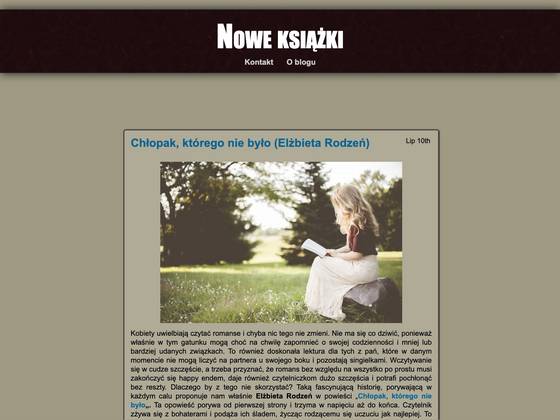 Nowe książki
Kontakt O blogu
Chłopak, którego nie było (Elżbieta Rodzeń)
Lip 10th
Kobiety uwielbiają czytać romanse i chyba nic tego nie zmieni. Nie ma się co dziwić, ponieważ
właśnie w tym gatunku mogą choć na chwilę zapomnieć o swojej codzienności i mniej lub
bardziej udanych związkach. To również doskonała lektura dla tych z pań, które w danym
momencie nie mogą liczyć na partnera u swojego boku i pozostają singielkami. Wczytywanie
się w cudze szczęście, a trzeba przyznać, że romans bez względu na wszystko po prostu musi
zakończyć się happy endem, daje również czytelniczkom dużo szczęścia i potrafi pochłonąć
bez reszty. Dlaczego by z tego nie skorzystać? Taką fascynującą historię, porywającą w
każdym calu proponuje nam właśnie Elżbieta Rodzeń w powieści „Chłopak, którego nie
było„. Ta opowieść porywa od pierwszej strony i trzyma w napięciu aż do końca. Czytelnik
zżywa się z bohaterami i podąża ich śladem, życząc rodzącemu się uczuciu jak najlepiej. To